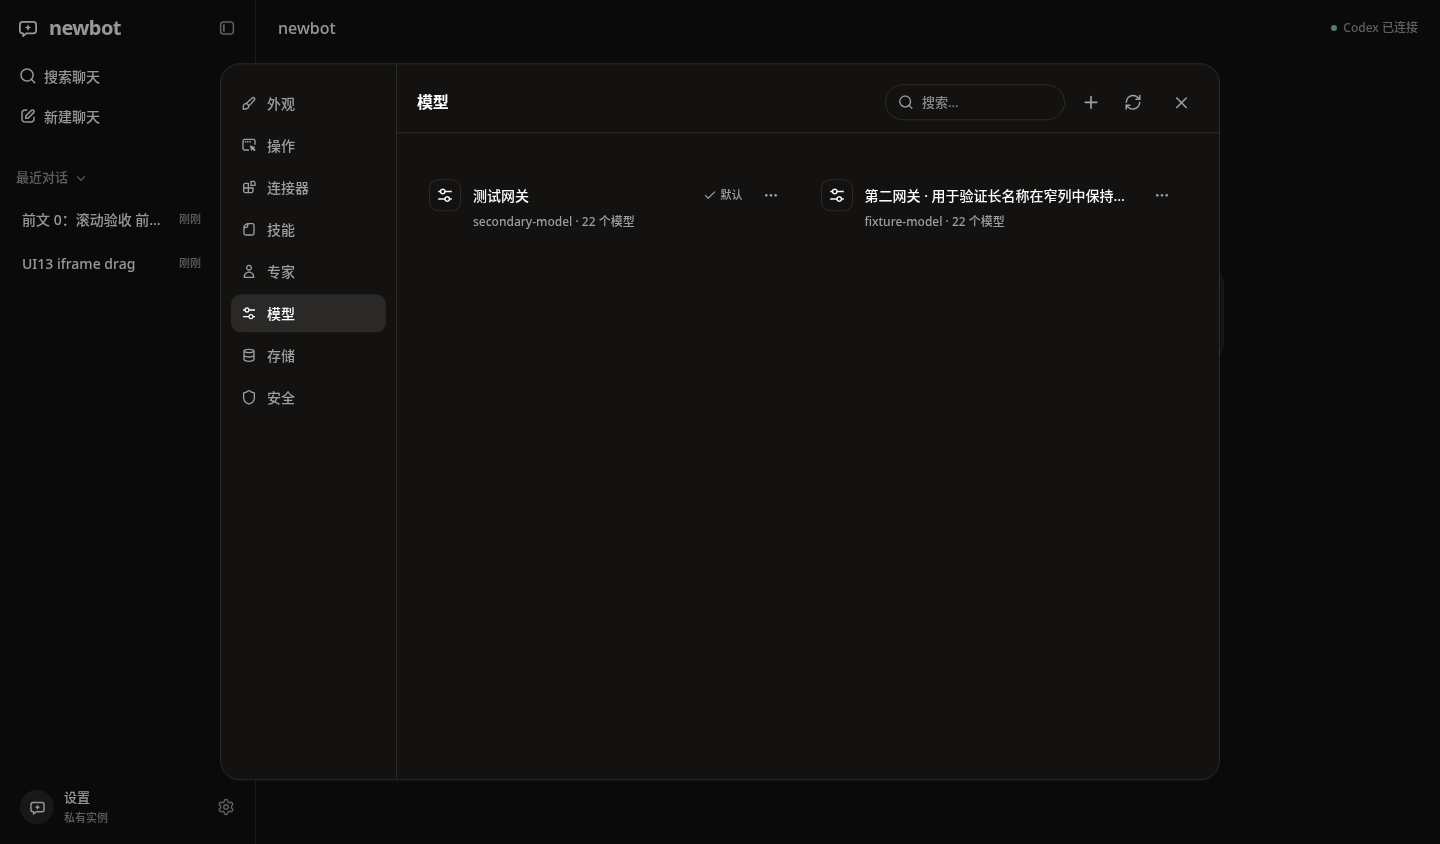 newbot
搜索聊天
新建聊天
最近对话
前文 0：滚动验收 前... 刚刚
UI13 iframe drag 刚刚
设置
私有实例
newbot
Codex 已连接
外观
操作
连接器
技能
专家
模型
存储
安全
模型
搜索...
测试网关
默认
secondary-model · 22 个模型
第二网关 · 用于验证长名称在窄列中保持...
fixture-model · 22 个模型